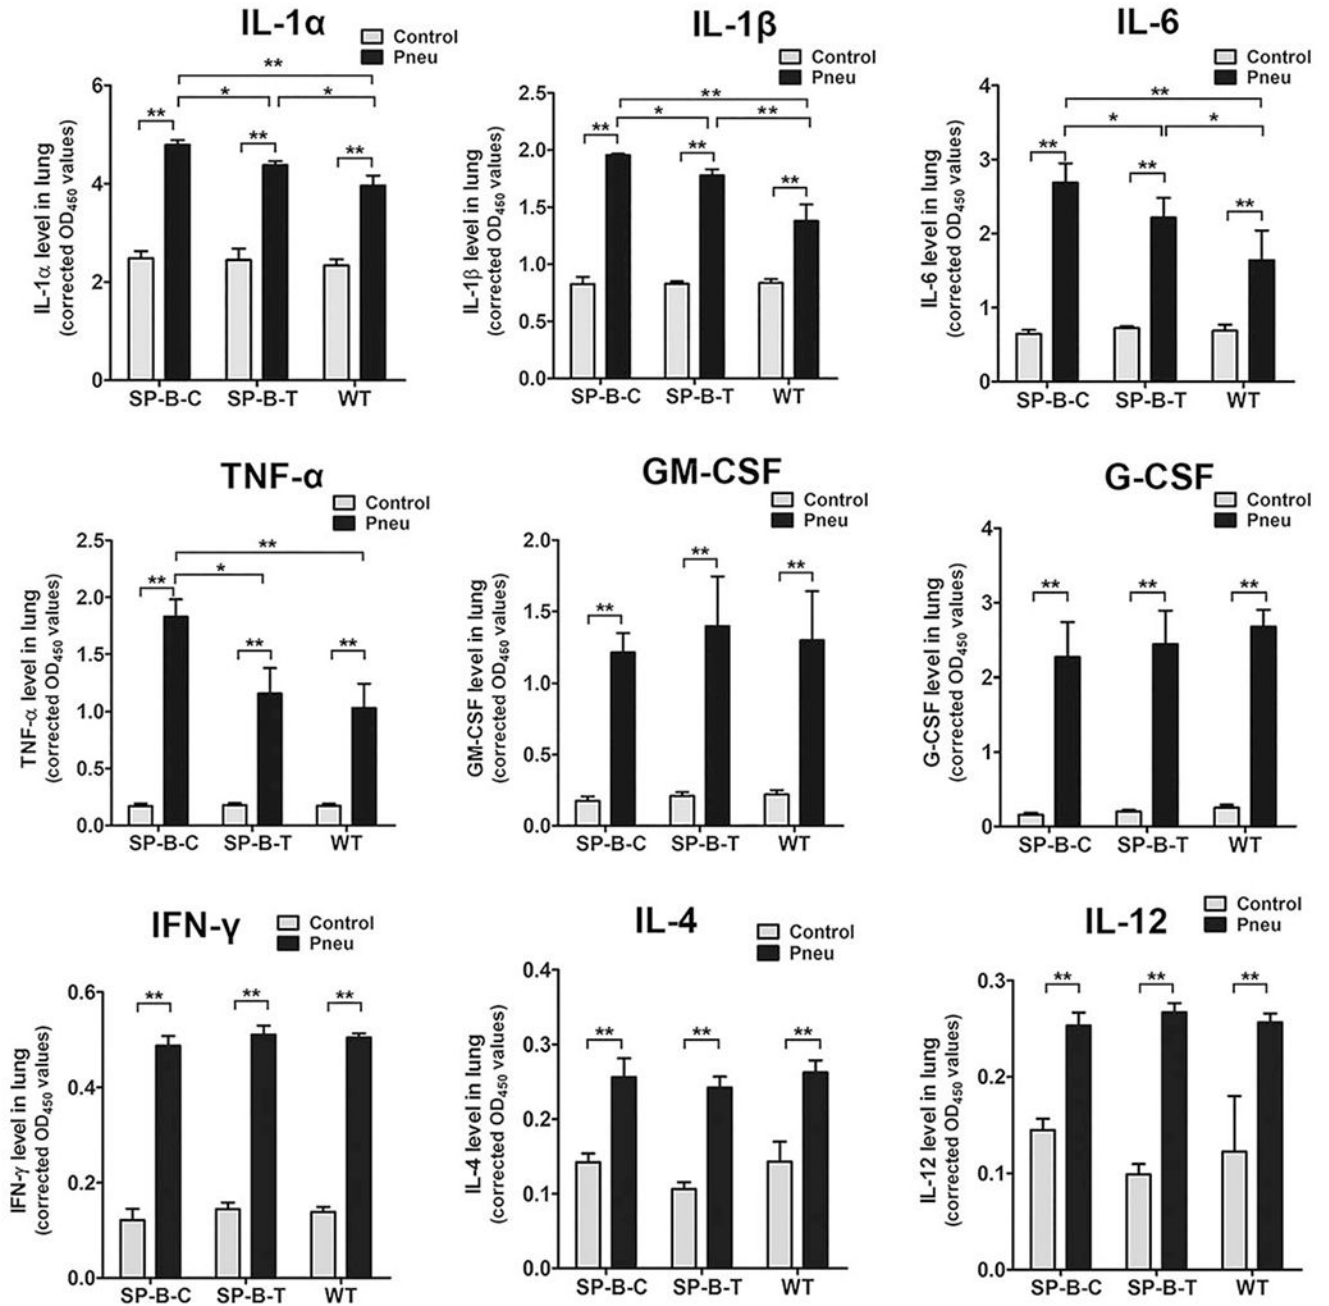 IL-1α
Control
Pneu
IL-1α level in lung
(corrected OD450 values)
6
4
2
0
**
*
*
**
**
**
SP-B-C
SP-B-T
WT
IL-1β
Control
Pneu
IL-1β level in lung
(corrected OD450 values)
2.5
2.0
1.5
1.0
0.5
0.0
**
*
**
**
**
**
SP-B-C
SP-B-T
WT
IL-6
Control
Pneu
IL-6 level in lung
(corrected OD450 values)
4
3
2
1
0
**
*
*
**
**
**
SP-B-C
SP-B-T
WT
TNF-α
Control
Pneu
TNF-α level in lung
(corrected OD450 values)
2.5
2.0
1.5
1.0
0.5
0.0
**
*
**
**
**
SP-B-C
SP-B-T
WT
GM-CSF
Control
Pneu
GM-CSF level in lung
(corrected OD450 values)
2.0
1.5
1.0
0.5
0.0
**
**
**
SP-B-C
SP-B-T
WT
G-CSF
Control
Pneu
G-CSF level in lung
(corrected OD450 values)
4
3
2
1
0
**
**
**
SP-B-C
SP-B-T
WT
IFN-γ
Control
Pneu
IFN-γ level in lung
(corrected OD450 values)
0.6
0.4
0.2
0.0
**
**
**
SP-B-C
SP-B-T
WT
IL-4
Control
Pneu
IL-4 level in lung
(corrected OD450 values)
0.4
0.3
0.2
0.1
0.0
**
**
**
SP-B-C
SP-B-T
WT
IL-12
Control
Pneu
IL-12 level in lung
(corrected OD450 values)
0.3
0.2
0.1
0.0
**
**
**
SP-B-C
SP-B-T
WT